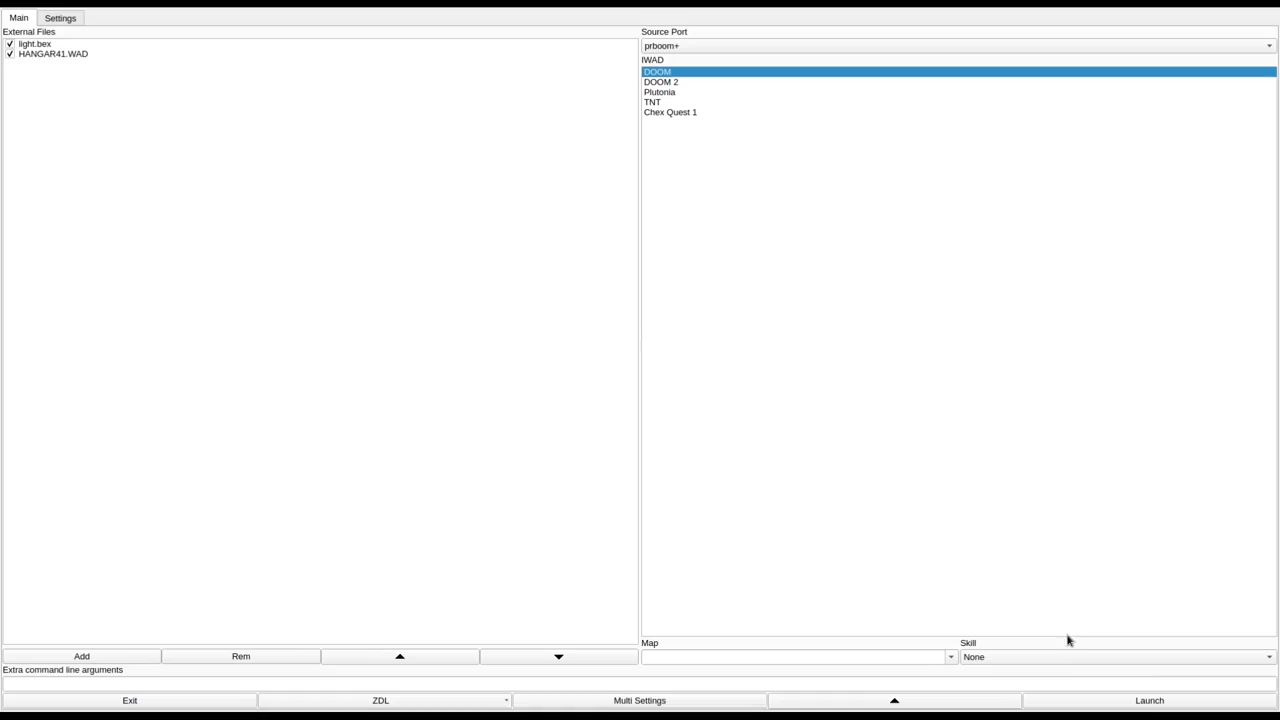 Main Settings
External Files
light.bex
HANGAR41.WAD
Source Port
prboom+
IWAD
DOOM
DOOM 2
Plutonia
TNT
Chex Quest 1
Map Skill
None
Add Rem
Extra command line arguments
Exit ZDL Multi Settings Launch